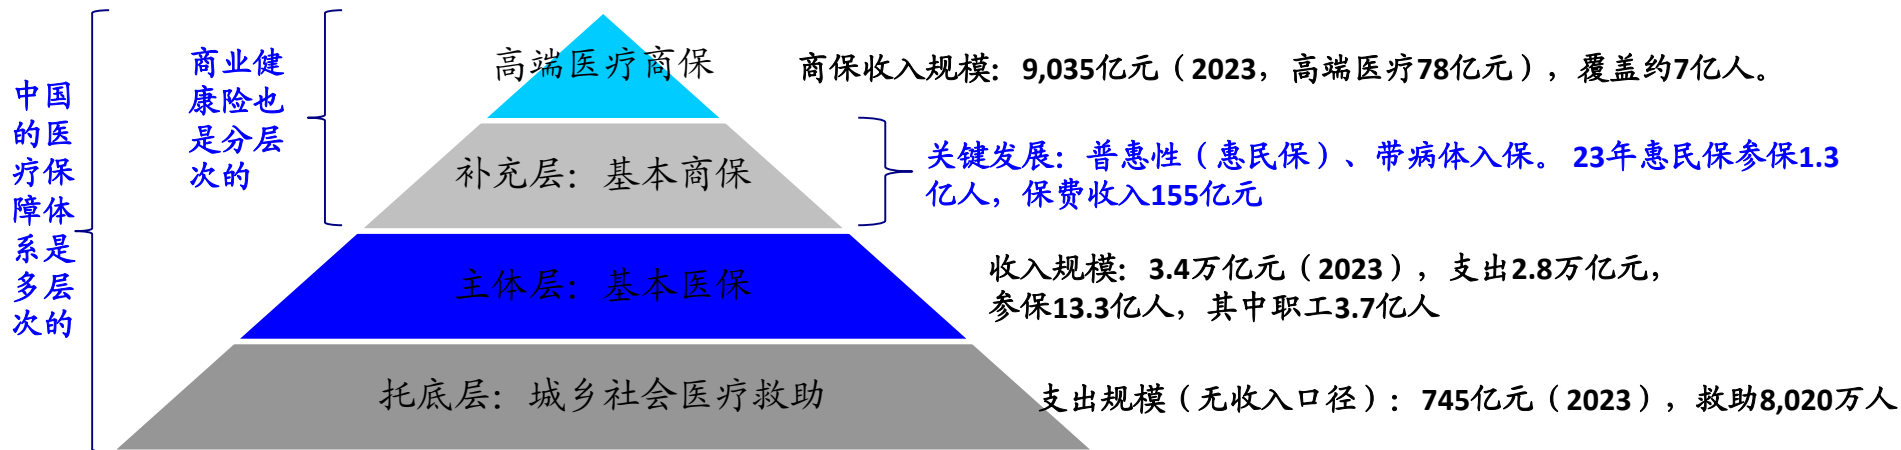 中国
的医
疗保
障体
系是
多层
次的
商业健
康险也
是分层
次的
高端医疗商保
商保收入规模：9,035亿元（2023，高端医疗78亿元），覆盖约7亿人。
补充层：基本商保
关键发展：普惠性（惠民保）、带病体入保。 23年惠民保参保1.3
亿人，保费收入155亿元
主体层：基本医保
收入规模：3.4万亿元（2023），支出2.8万亿元，
参保13.3亿人，其中职工3.7亿人
托底层：城乡社会医疗救助
支出规模（无收入口径）：745亿元（2023），救助8,020万人